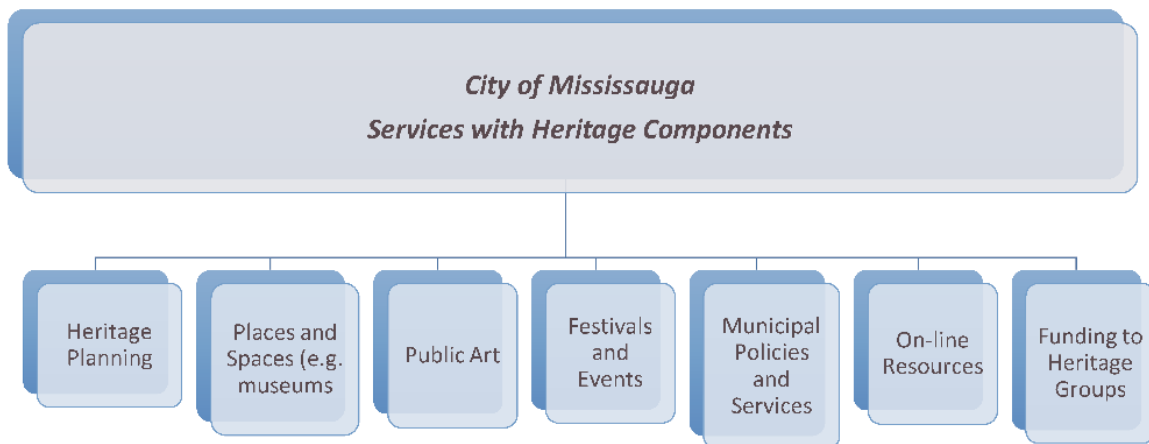 City of Mississauga
Services with Heritage Components
Heritage
Planning
Places and
Spaces (e.g.
museums
Public Art
Festivals
and
Events
Municipal
Policies
and
Services
On-line
Resources
Funding to
Heritage
Groups